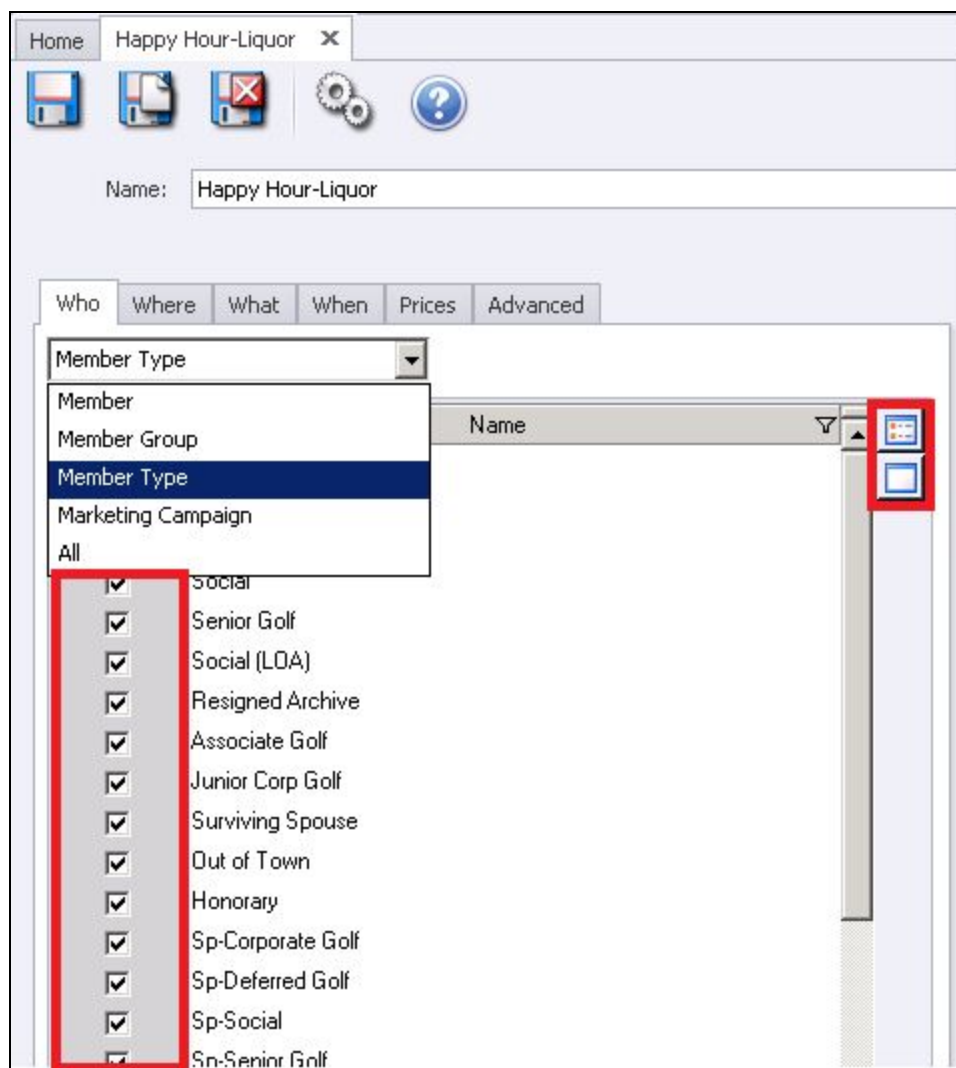 Home Happy Hour-Liquor
Name: Happy Hour-Liquor
Who Where What When Prices Advanced
Member Type
Member
Name
Member Group
Member Type
Marketing Campaign
All
Social
Senior Golf
Social (LOA)
Resigned Archive
Associate Golf
Junior Corp Golf
Surviving Spouse
Out of Town
Honorary
Sp-Corporate Golf
Sp-Deferred Golf
Sp-Social
Sp-Senior Golf